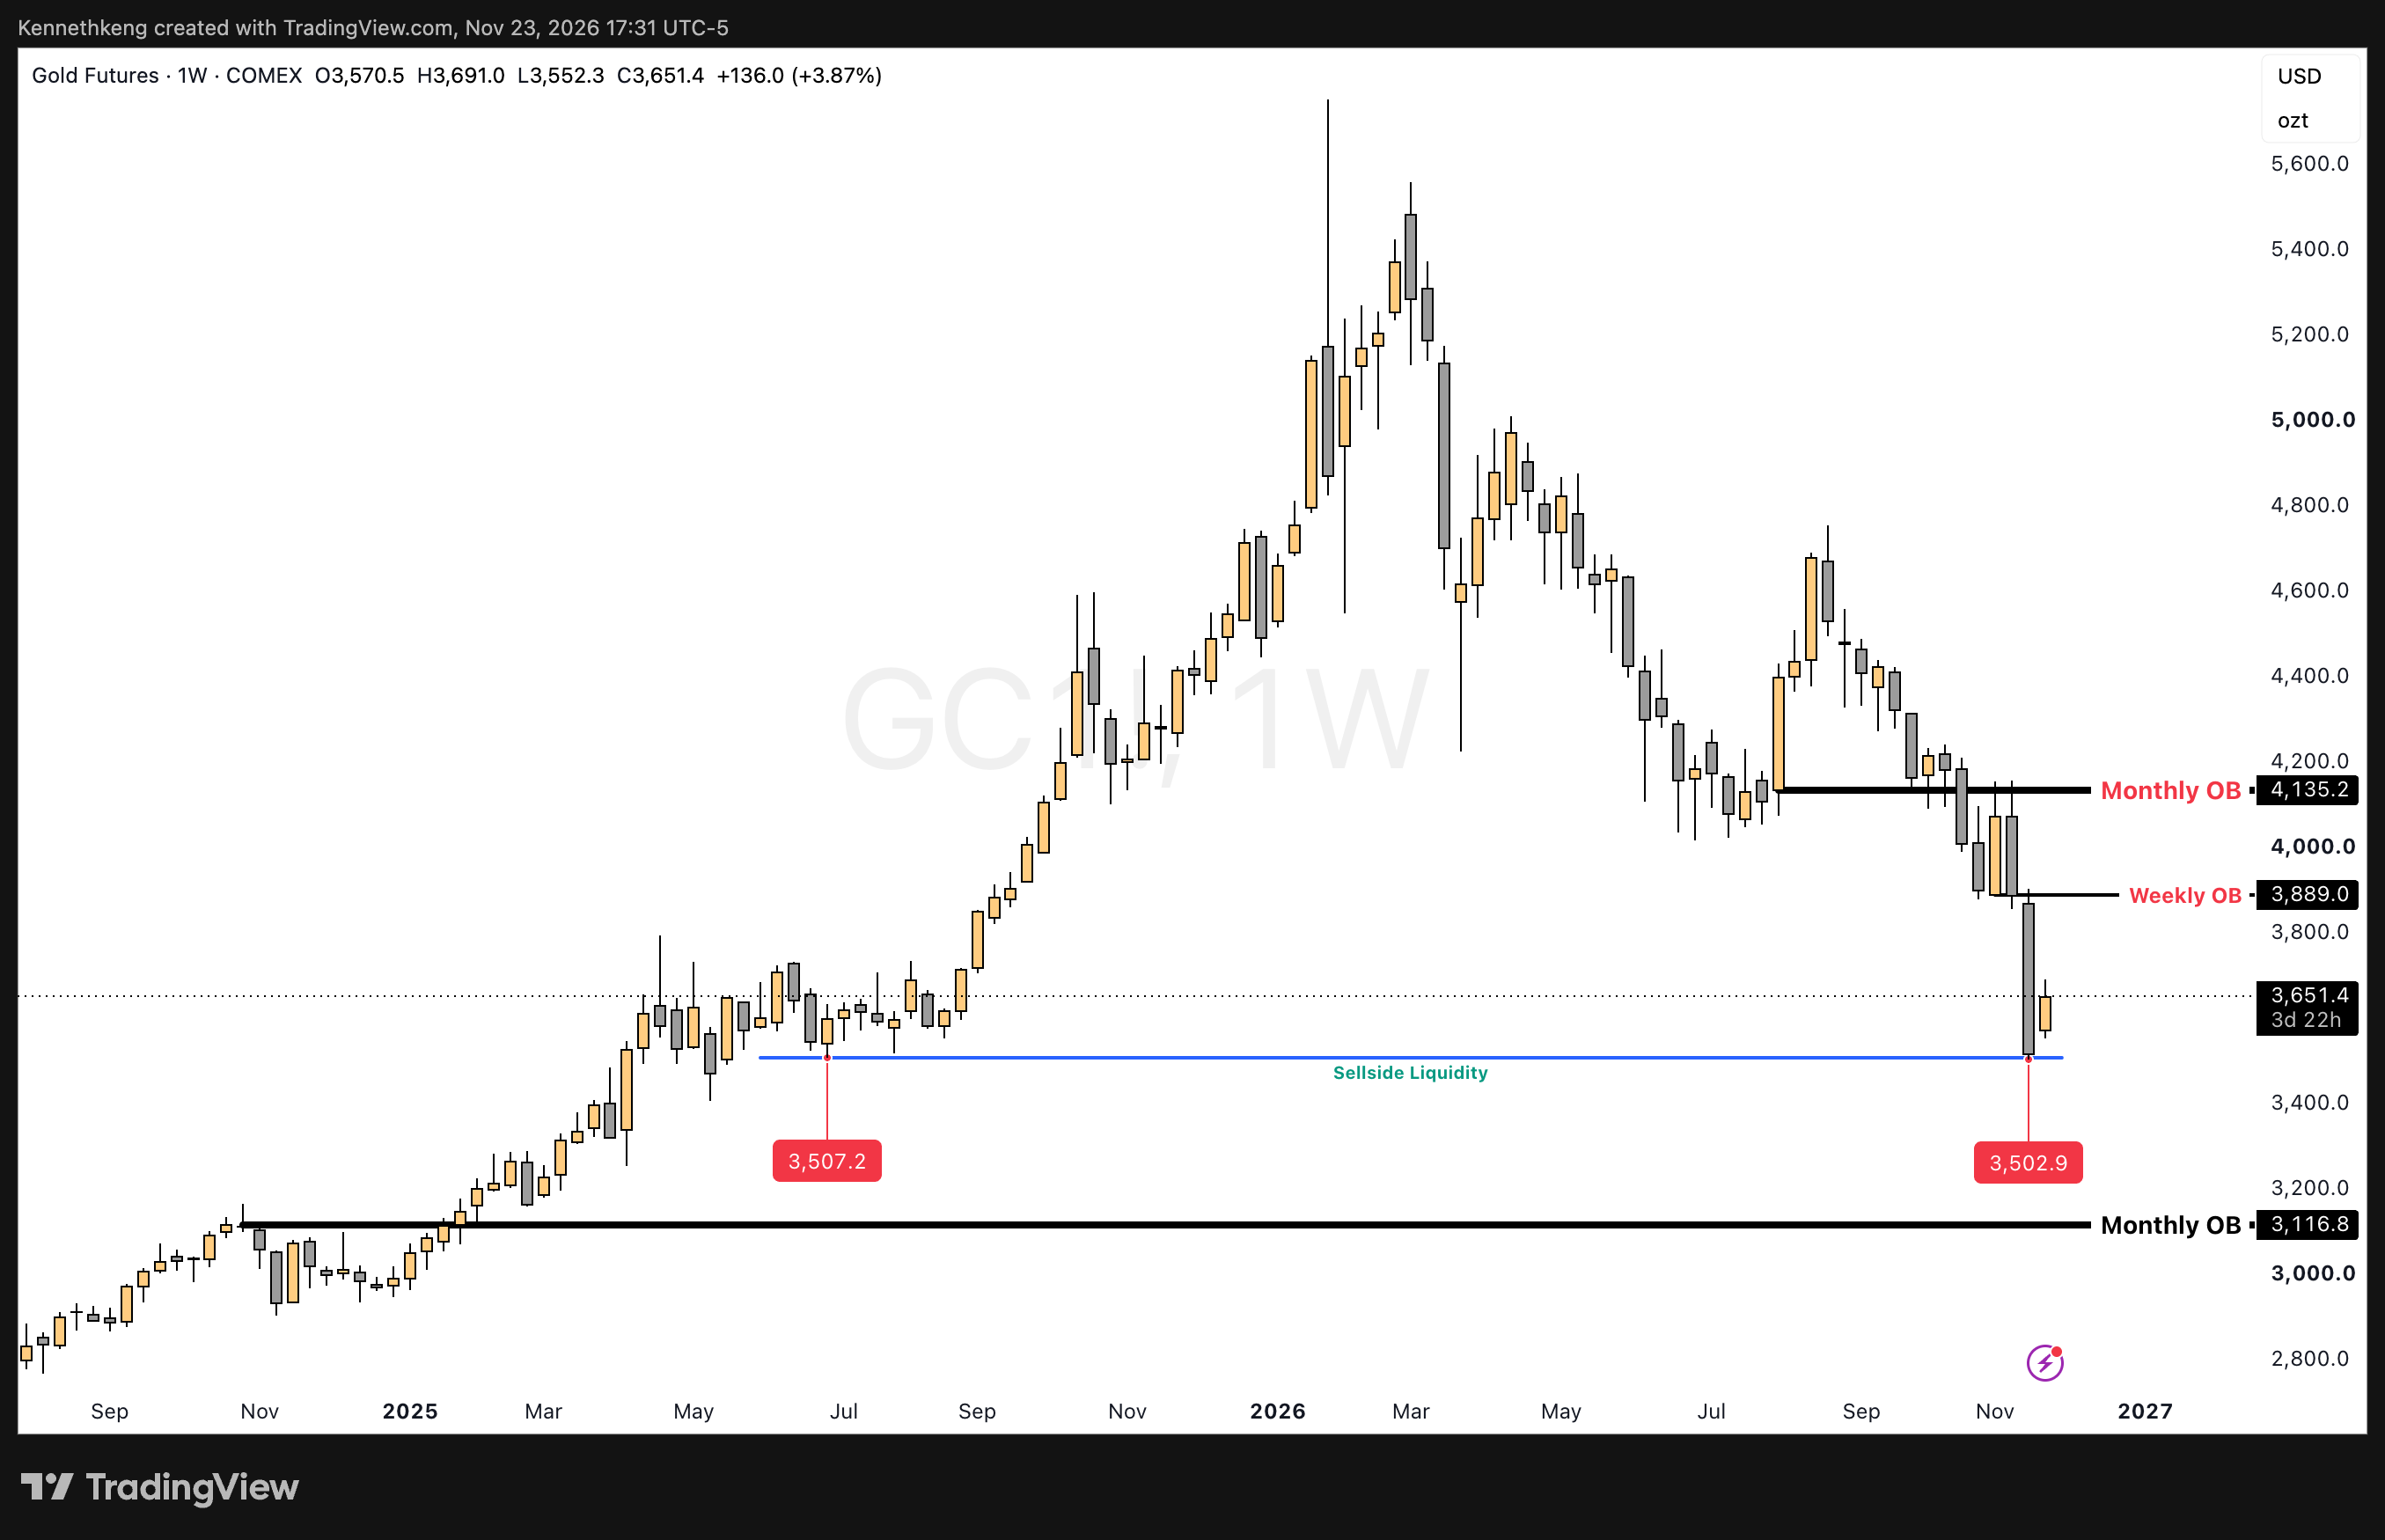 Kennethkeng created with TradingView.com, Nov 23, 2026 17:31 UTC-5
Gold Futures · 1W · COMEX O3,570.5 H3,691.0 L3,552.3 C3,651.4 +136.0 (+3.87%)
USD
ozt
5,600.0
5,400.0
5,200.0
5,000.0
4,800.0
4,600.0
4,400.0
GC1!, 1W
4,200.0
Monthly OB 4,135.2
4,000.0
Weekly OB 3,889.0
3,800.0
3,651.4
3d 22h
Sellside Liquidity
3,400.0
3,507.2
3,502.9
3,200.0
Monthly OB 3,116.8
3,000.0
2,800.0
Sep Nov 2025 Mar May Jul Sep Nov 2026 Mar May Jul Sep Nov 2027
TradingView